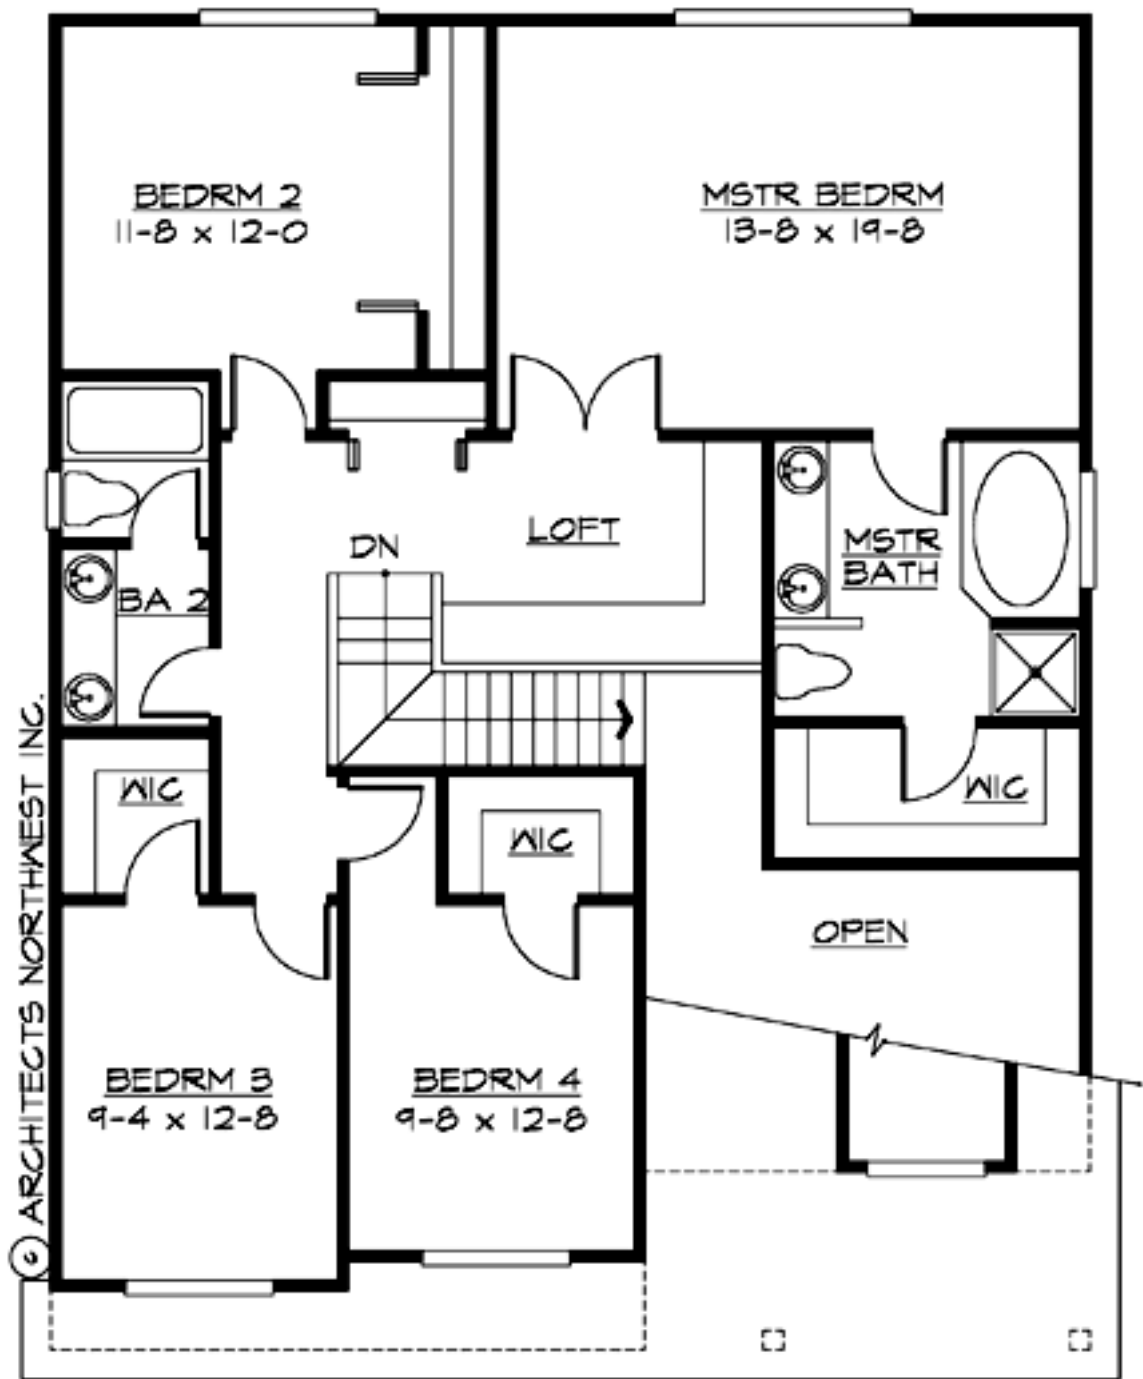 BEDRM 2
11-8 x 12-0
MSTR BEDRM
13-8 x 19-8
LOFT
DN
MSTR
BATH
BA 2
WIC
WIC
WIC
OPEN
BEDRM 3
9-4 x 12-8
BEDRM 4
9-8 x 12-8
© ARCHITECTS NORTHWEST INC.